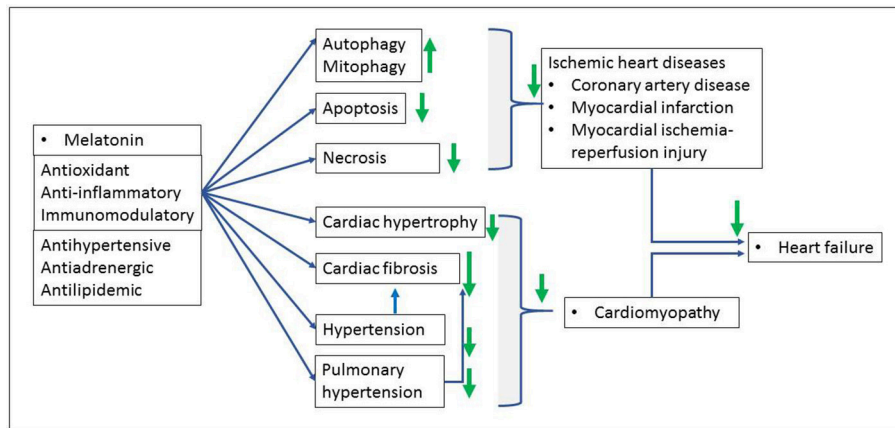 • Melatonin
Antioxidant
Anti-inflammatory
Immunomodulatory
Antihypertensive
Antiadrenergic
Antilipidemic
Autophagy
Mitophagy
Apoptosis
Necrosis
Cardiac hypertrophy
Cardiac fibrosis
Hypertension
Pulmonary
hypertension
Ischemic heart diseases
• Coronary artery disease
• Myocardial infarction
• Myocardial ischemia-
reperfusion injury
• Cardiomyopathy
• Heart failure